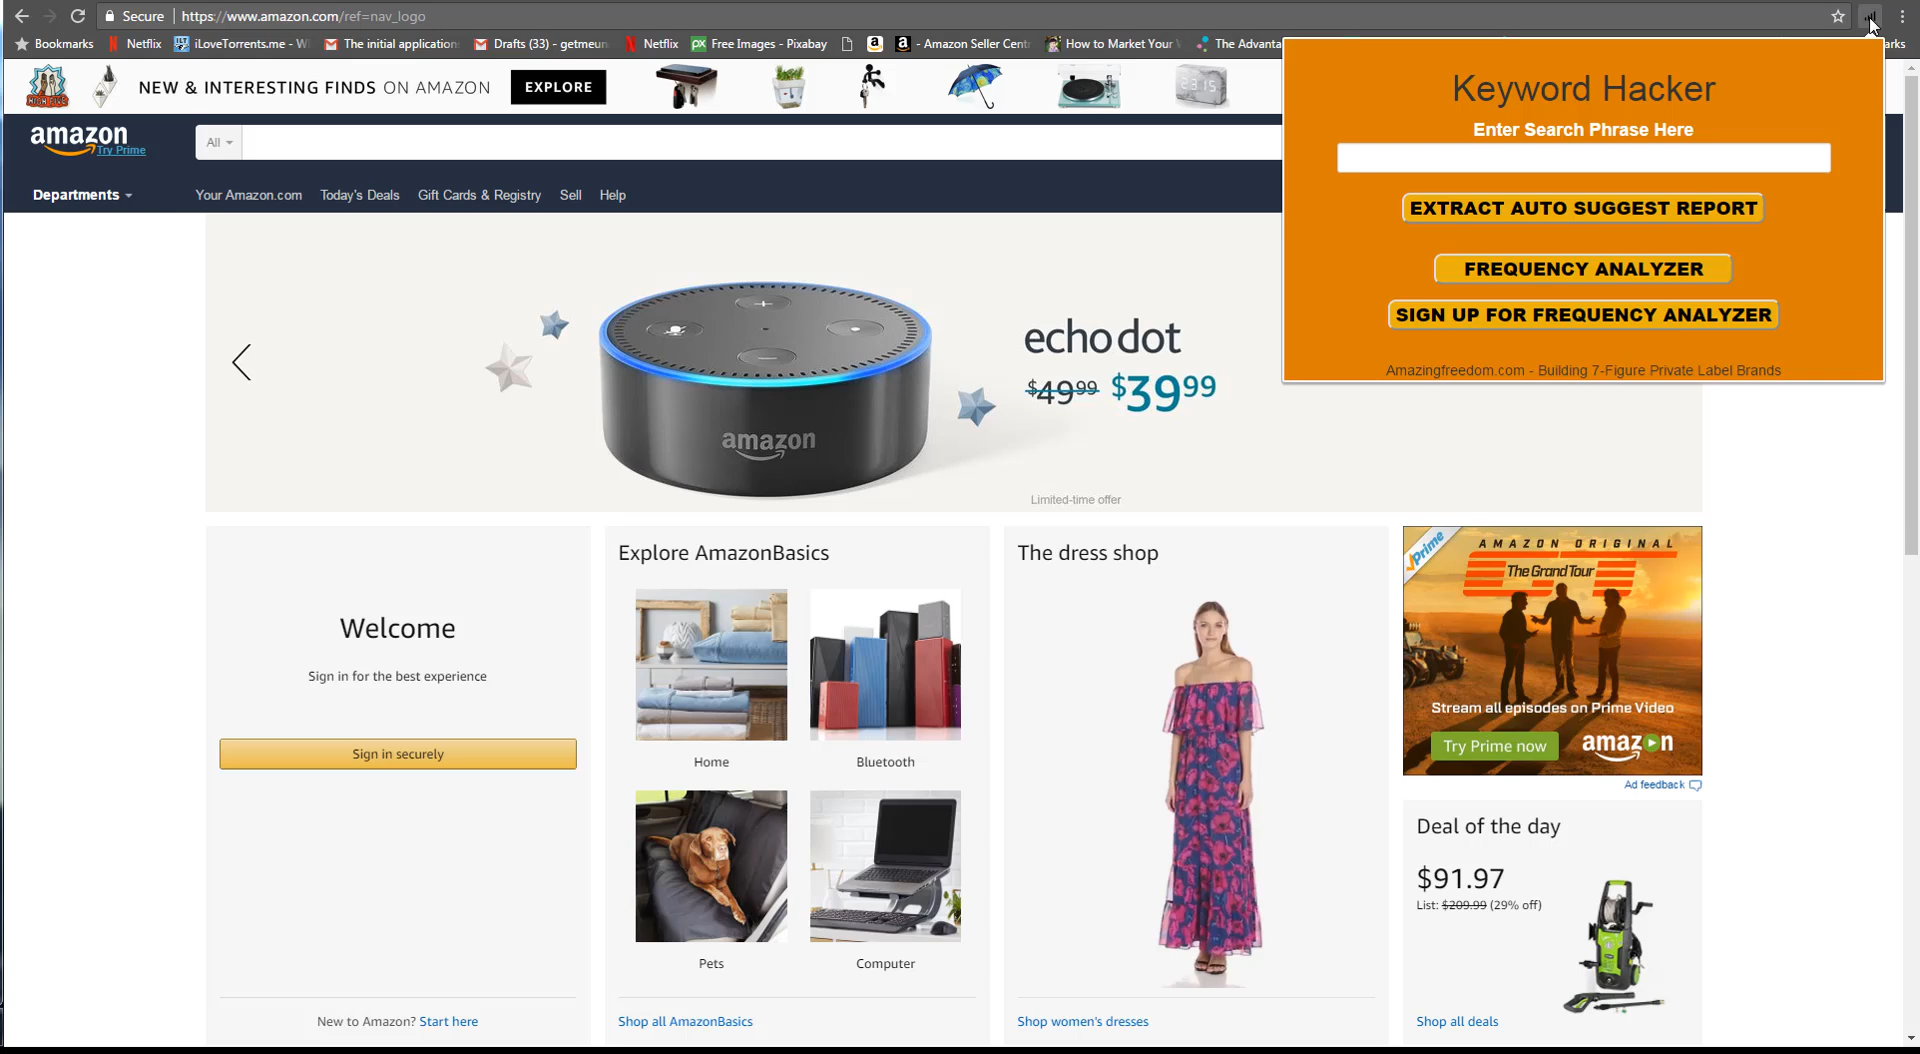 Secure
https://www.amazon.com/ref=nav_logo
Bookmarks
Netflix
iLoveTorrents.me - W
The initial application
Drafts (33) - getmeun
Netflix
Free Images - Pixabay
- Amazon Seller Cent
How to Market Your
The Advanta
arks
HIGH FIVE
NEW & INTERESTING FINDS ON AMAZON
EXPLORE
23 15
amazon
Try Prime
All
Departments
Your Amazon.com
Today's Deals
Gift Cards & Registry
Sell
Help
Keyword Hacker
Enter Search Phrase Here
EXTRACT AUTO SUGGEST REPORT
FREQUENCY ANALYZER
SIGN UP FOR FREQUENCY ANALYZER
Amazingfreedom.com - Building 7-Figure Private Label Brands
echo dot
$49.99 $39.99
amazon
Limited-time offer
Welcome
Sign in for the best experience
Sign in securely
New to Amazon? Start here
Explore AmazonBasics
Home
Bluetooth
Pets
Computer
Shop all AmazonBasics
The dress shop
Shop women's dresses
Prime
AMAZON ORIGINAL
The Grand Tour
Stream all episodes on Prime Video
Try Prime now
amazon
Ad feedback
Deal of the day
$91.97
List: $209.99 (29% off)
Shop all deals